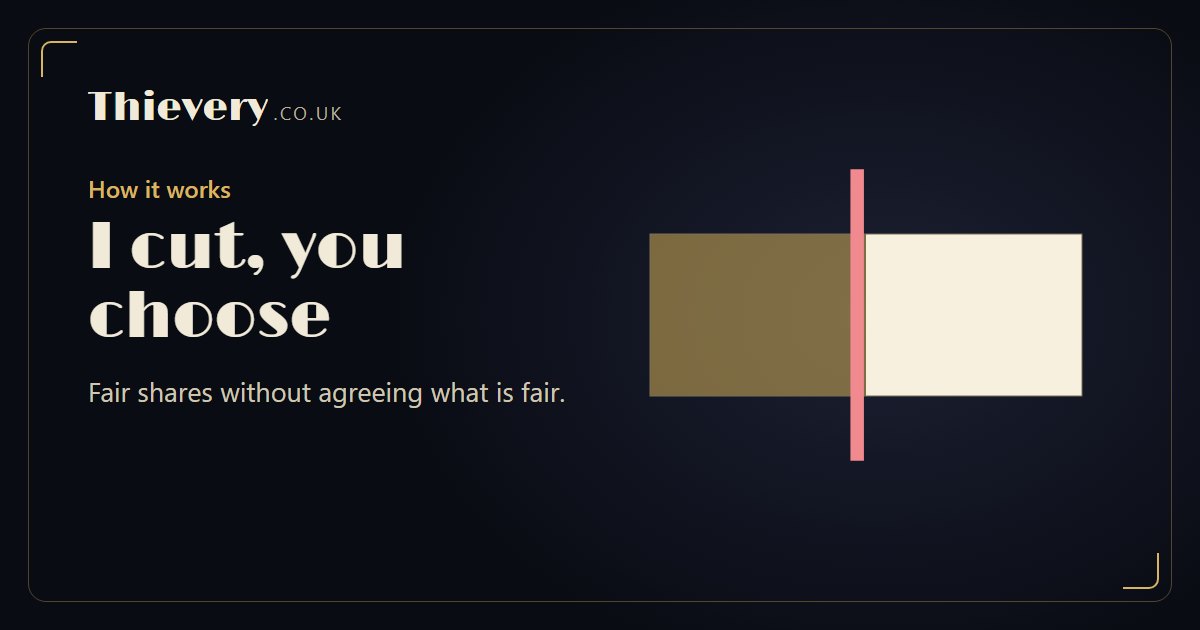 Thievery.CO.UK
How it works
I cut, you
choose
Fair shares without agreeing what is fair.